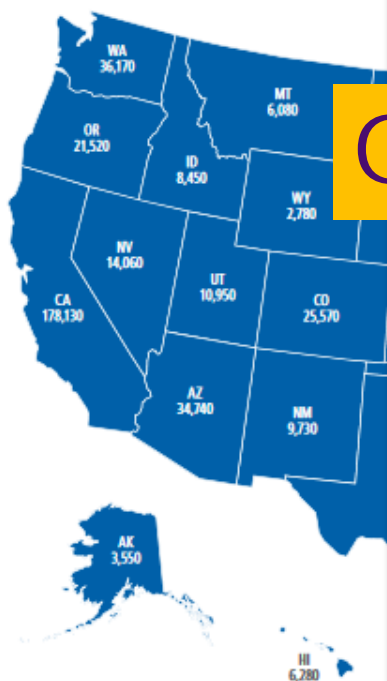 WA
36,170
MT
6,080
OR
21,520
ID
8,450
WY
2,780
NV
14,060
UT
10,950
CO
25,570
CA
178,130
AZ
34,740
NM
9,730
AK
3,550
HI
6,280